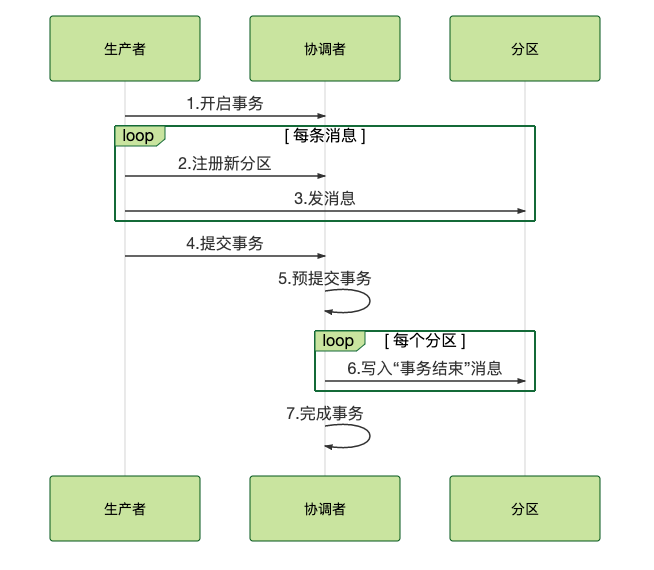 生产者 协调者 分区
1.开启事务
loop [ 每条消息 ]
2.注册新分区
3.发消息
4.提交事务
5.预提交事务
loop [ 每个分区 ]
6.写入“事务结束”消息
7.完成事务
生产者 协调者 分区